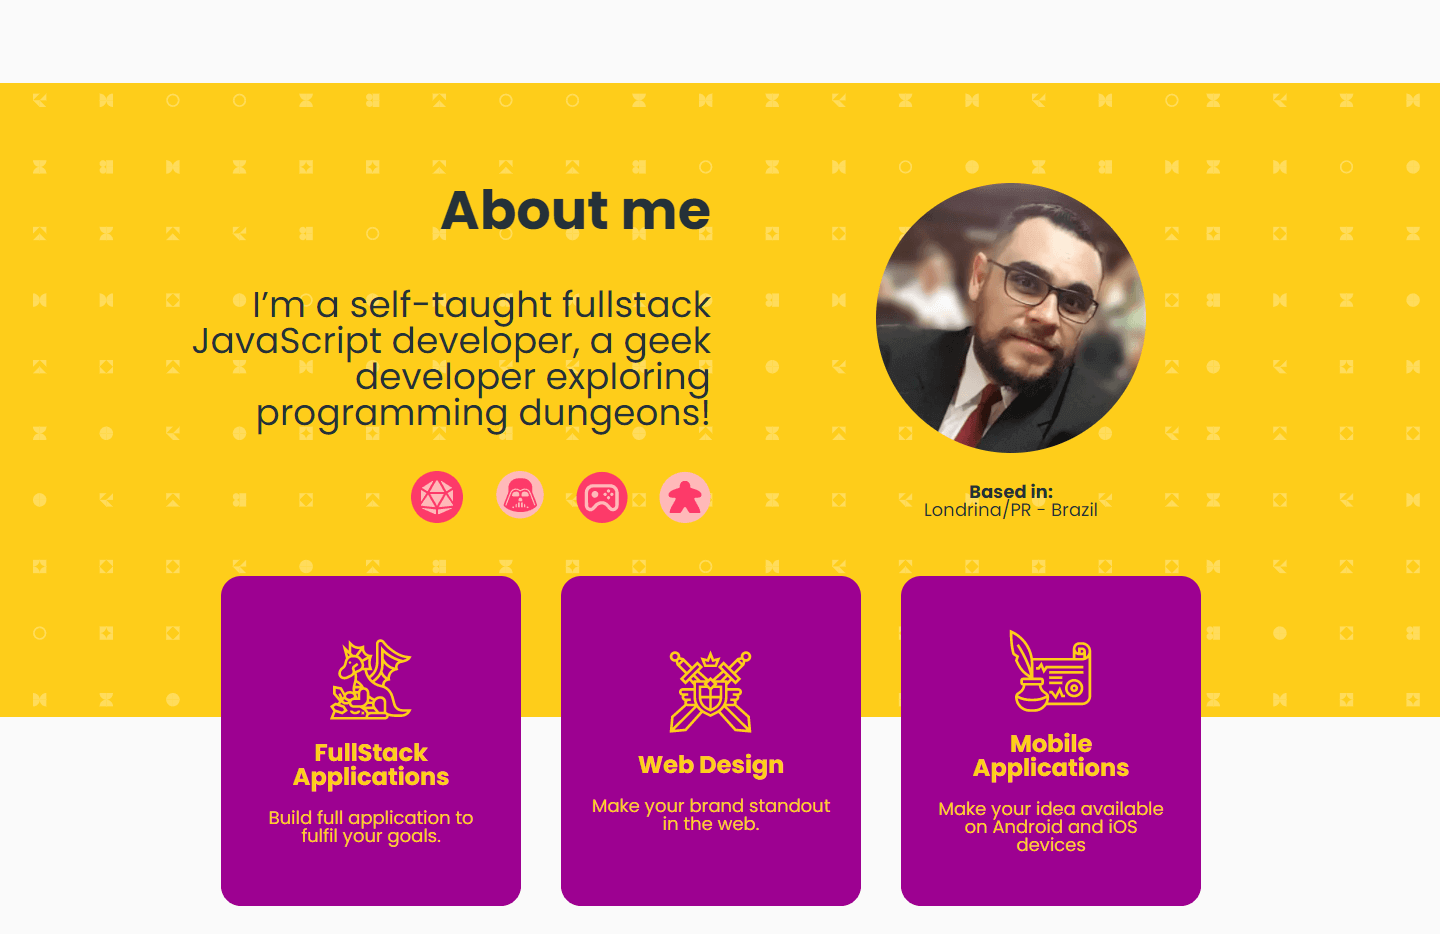 About me
I’m a self-taught fullstack
JavaScript developer, a geek
developer exploring
programming dungeons!
Based in:
Londrina/PR - Brazil
FullStack
Applications
Build full application to
fulfil your goals.
Web Design
Make your brand standout
in the web.
Mobile
Applications
Make your idea available
on Android and iOS
devices